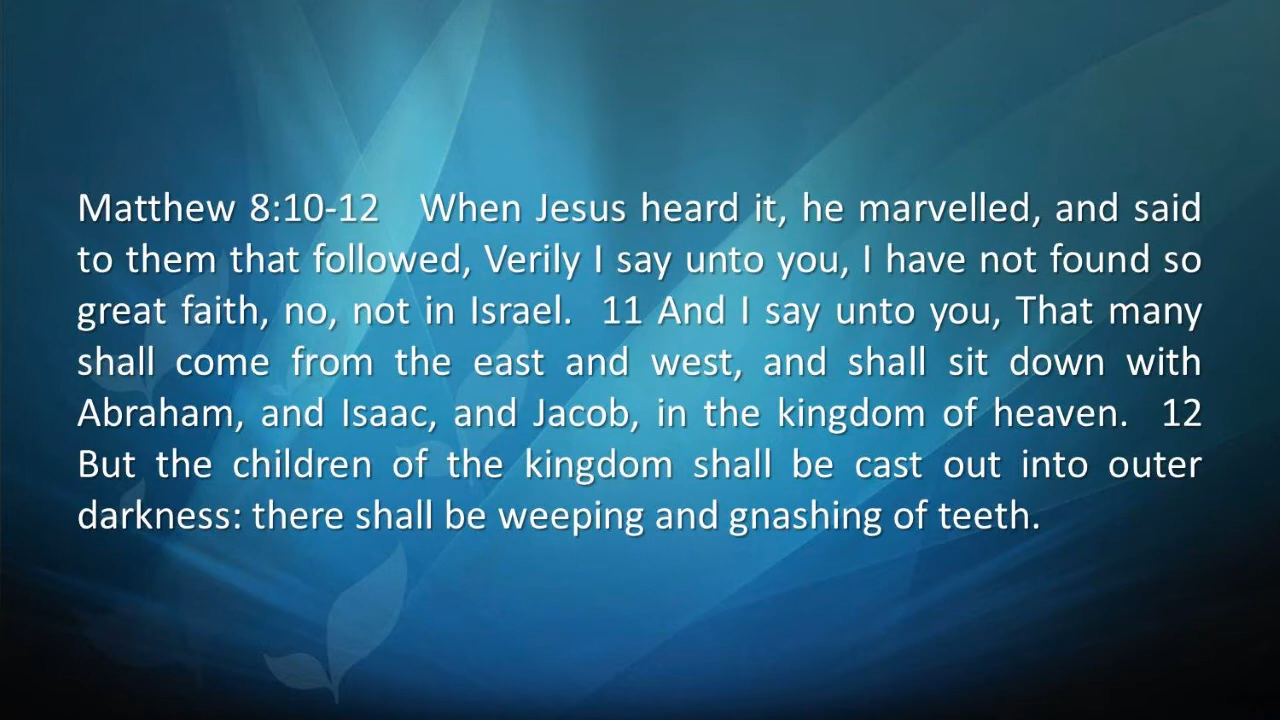 Matthew 8:10-12 When Jesus heard it, he marvelled, and said
to them that followed, Verily I say unto you, I have not found so
great faith, no, not in Israel. 11 And I say unto you, That many
shall come from the east and west, and shall sit down with
Abraham, and Isaac, and Jacob, in the kingdom of heaven. 12
But the children of the kingdom shall be cast out into outer
darkness: there shall be weeping and gnashing of teeth.